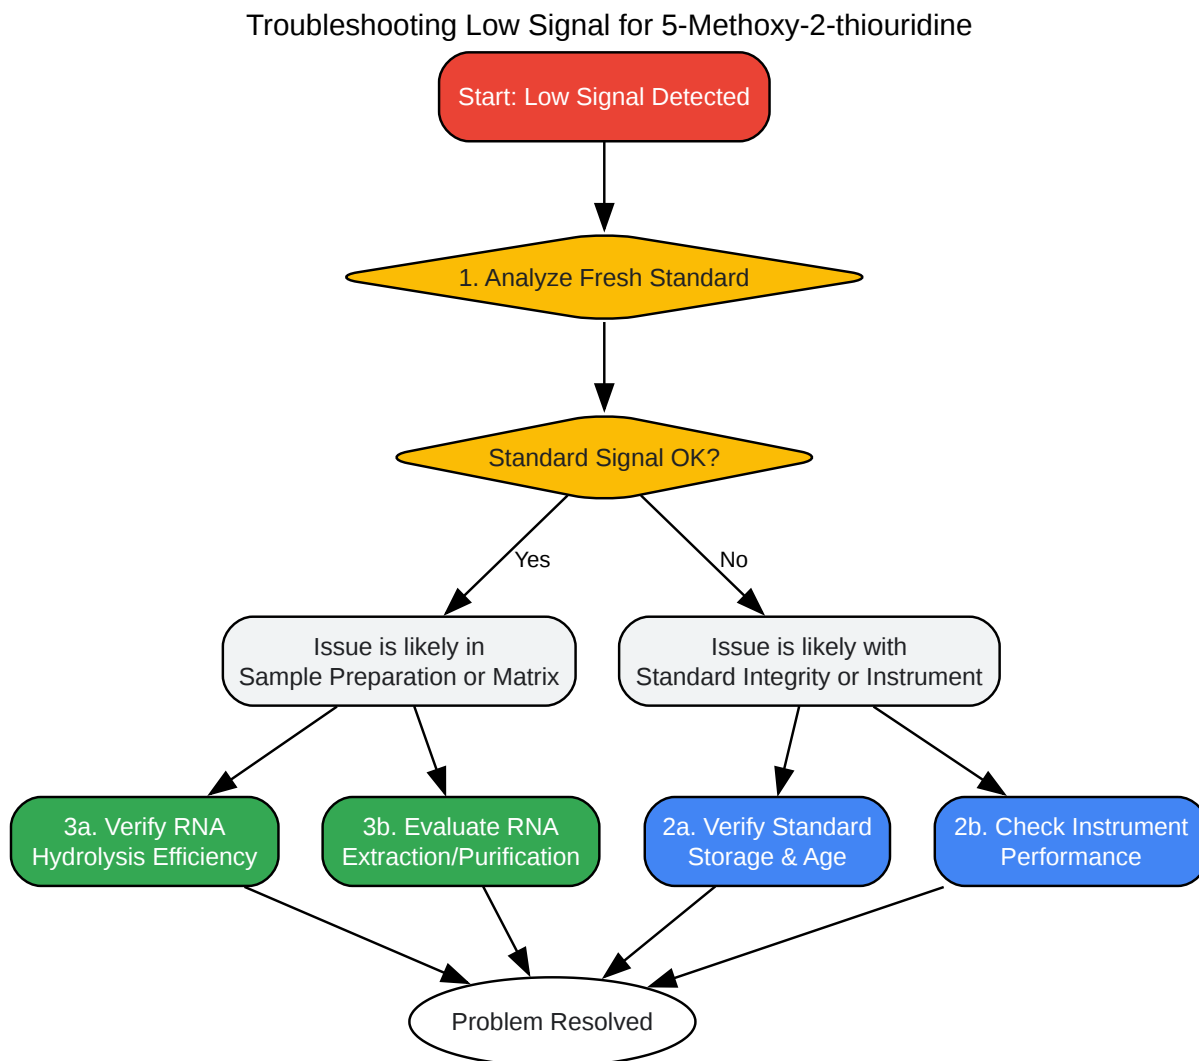 Troubleshooting Low Signal for 5-Methoxy-2-thiouridine
Start: Low Signal Detected
1. Analyze Fresh Standard
Standard Signal OK?
Yes
No
Issue is likely in
Sample Preparation or Matrix
Issue is likely with
Standard Integrity or Instrument
3a. Verify RNA
Hydrolysis Efficiency
3b. Evaluate RNA
Extraction/Purification
2a. Verify Standard
Storage & Age
2b. Check Instrument
Performance
Problem Resolved